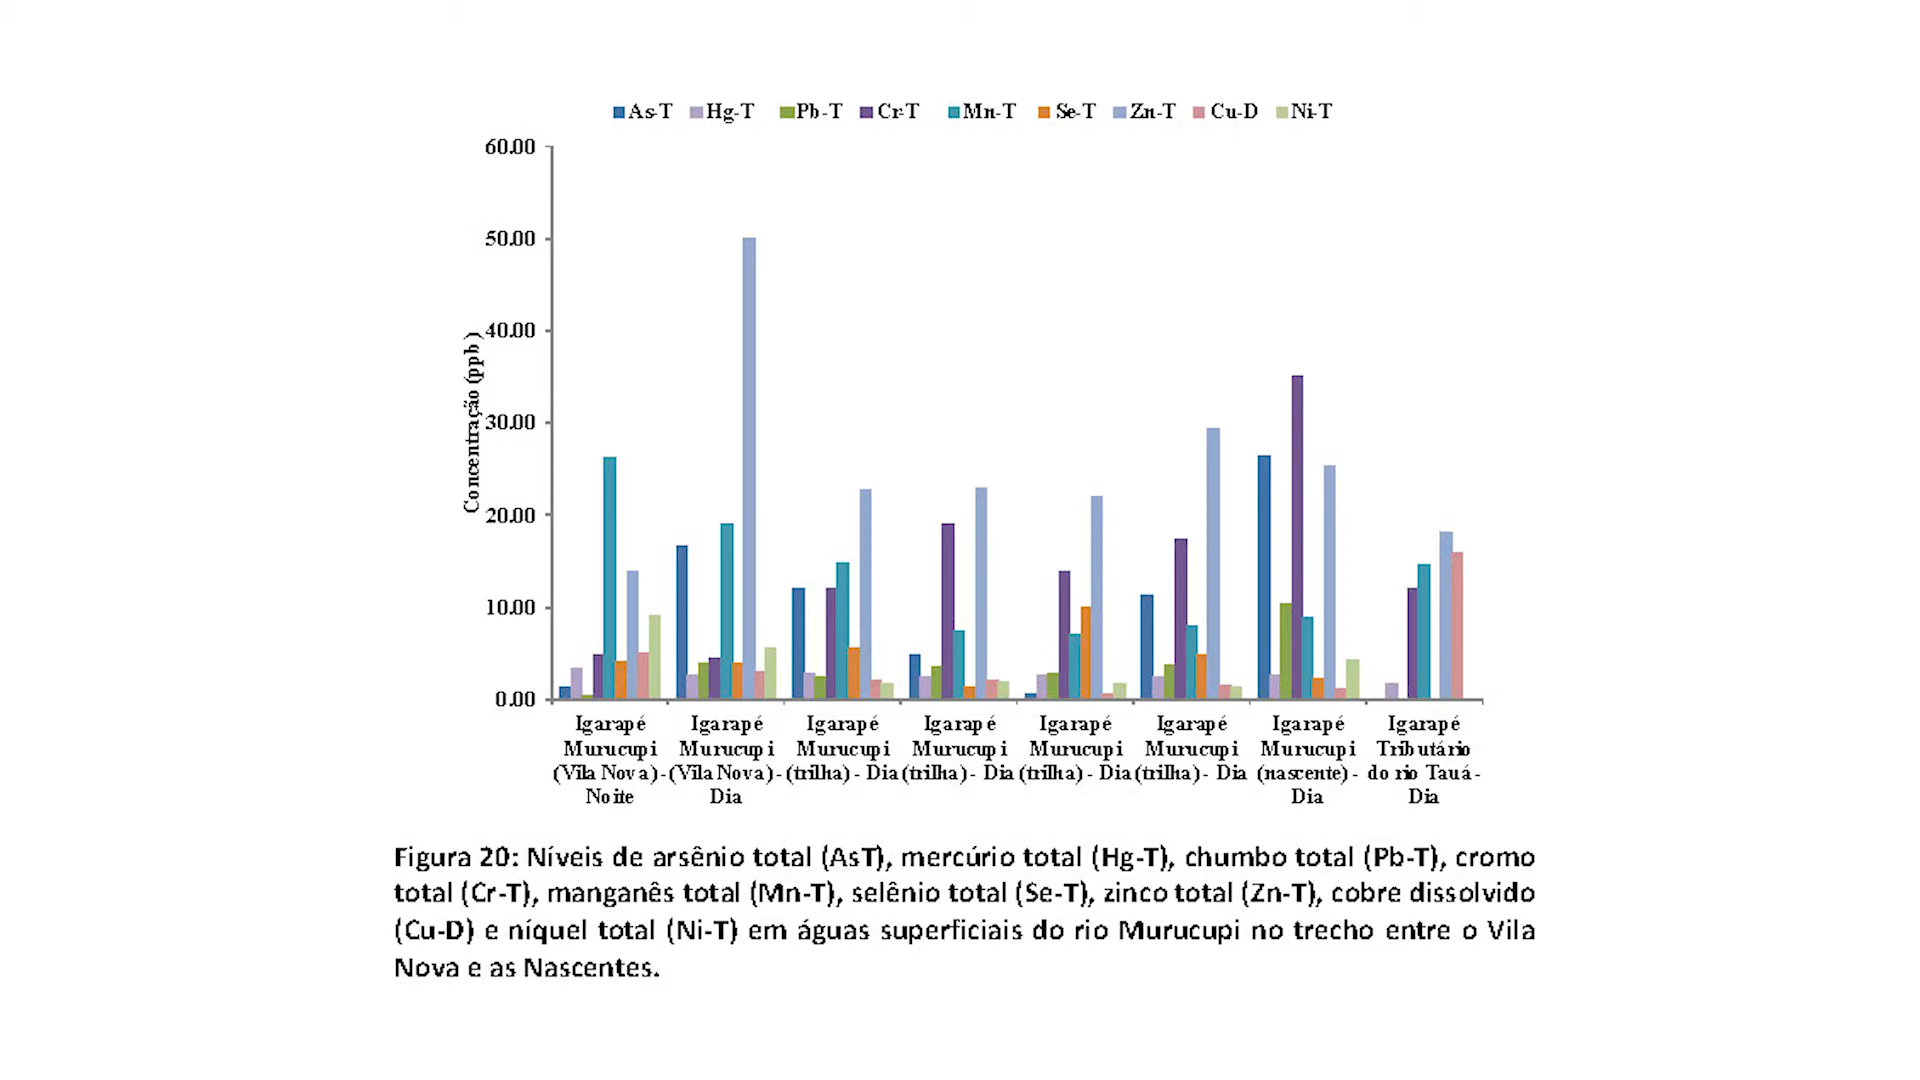 As-T Hg-T Pb-T Cr-T Mn-T Se-T Zn-T Cu-D Ni-T
60.00
50.00
40.00
30.00
20.00
10.00
0.00
Concentração (ppb)
Igarapé Murucupi (Vila Nova) - Noite
Igarapé Murucupi (Vila Nova) - Dia
Igarapé Murucupi (trilha) - Dia
Igarapé Murucupi (trilha) - Dia
Igarapé Murucupi (trilha) - Dia
Igarapé Murucupi (trilha) - Dia
Igarapé Murucupi (nascente) - Dia
Igarapé Tributário do rio Tauá - Dia
Figura 20: Níveis de arsênio total (AsT), mercúrio total (Hg-T), chumbo total (Pb-T), cromo
total (Cr-T), manganês total (Mn-T), selênio total (Se-T), zinco total (Zn-T), cobre dissolvido
(Cu-D) e níquel total (Ni-T) em águas superficiais do rio Murucupi no trecho entre o Vila
Nova e as Nascentes.